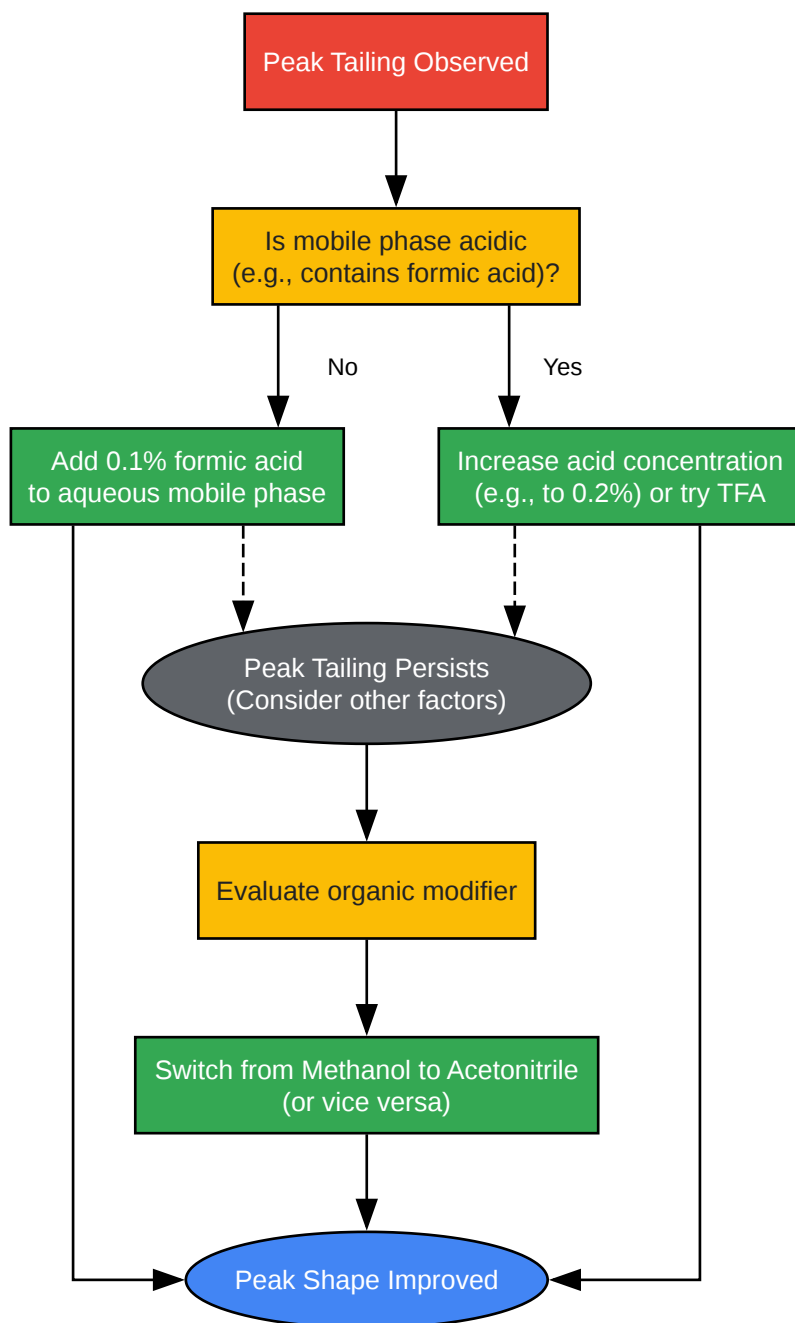 Peak Tailing Observed
Is mobile phase acidic
(e.g., contains formic acid)?
No
Yes
Add 0.1% formic acid
to aqueous mobile phase
Increase acid concentration
(e.g., to 0.2%) or try TFA
Peak Tailing Persists
(Consider other factors)
Evaluate organic modifier
Switch from Methanol to Acetonitrile
(or vice versa)
Peak Shape Improved